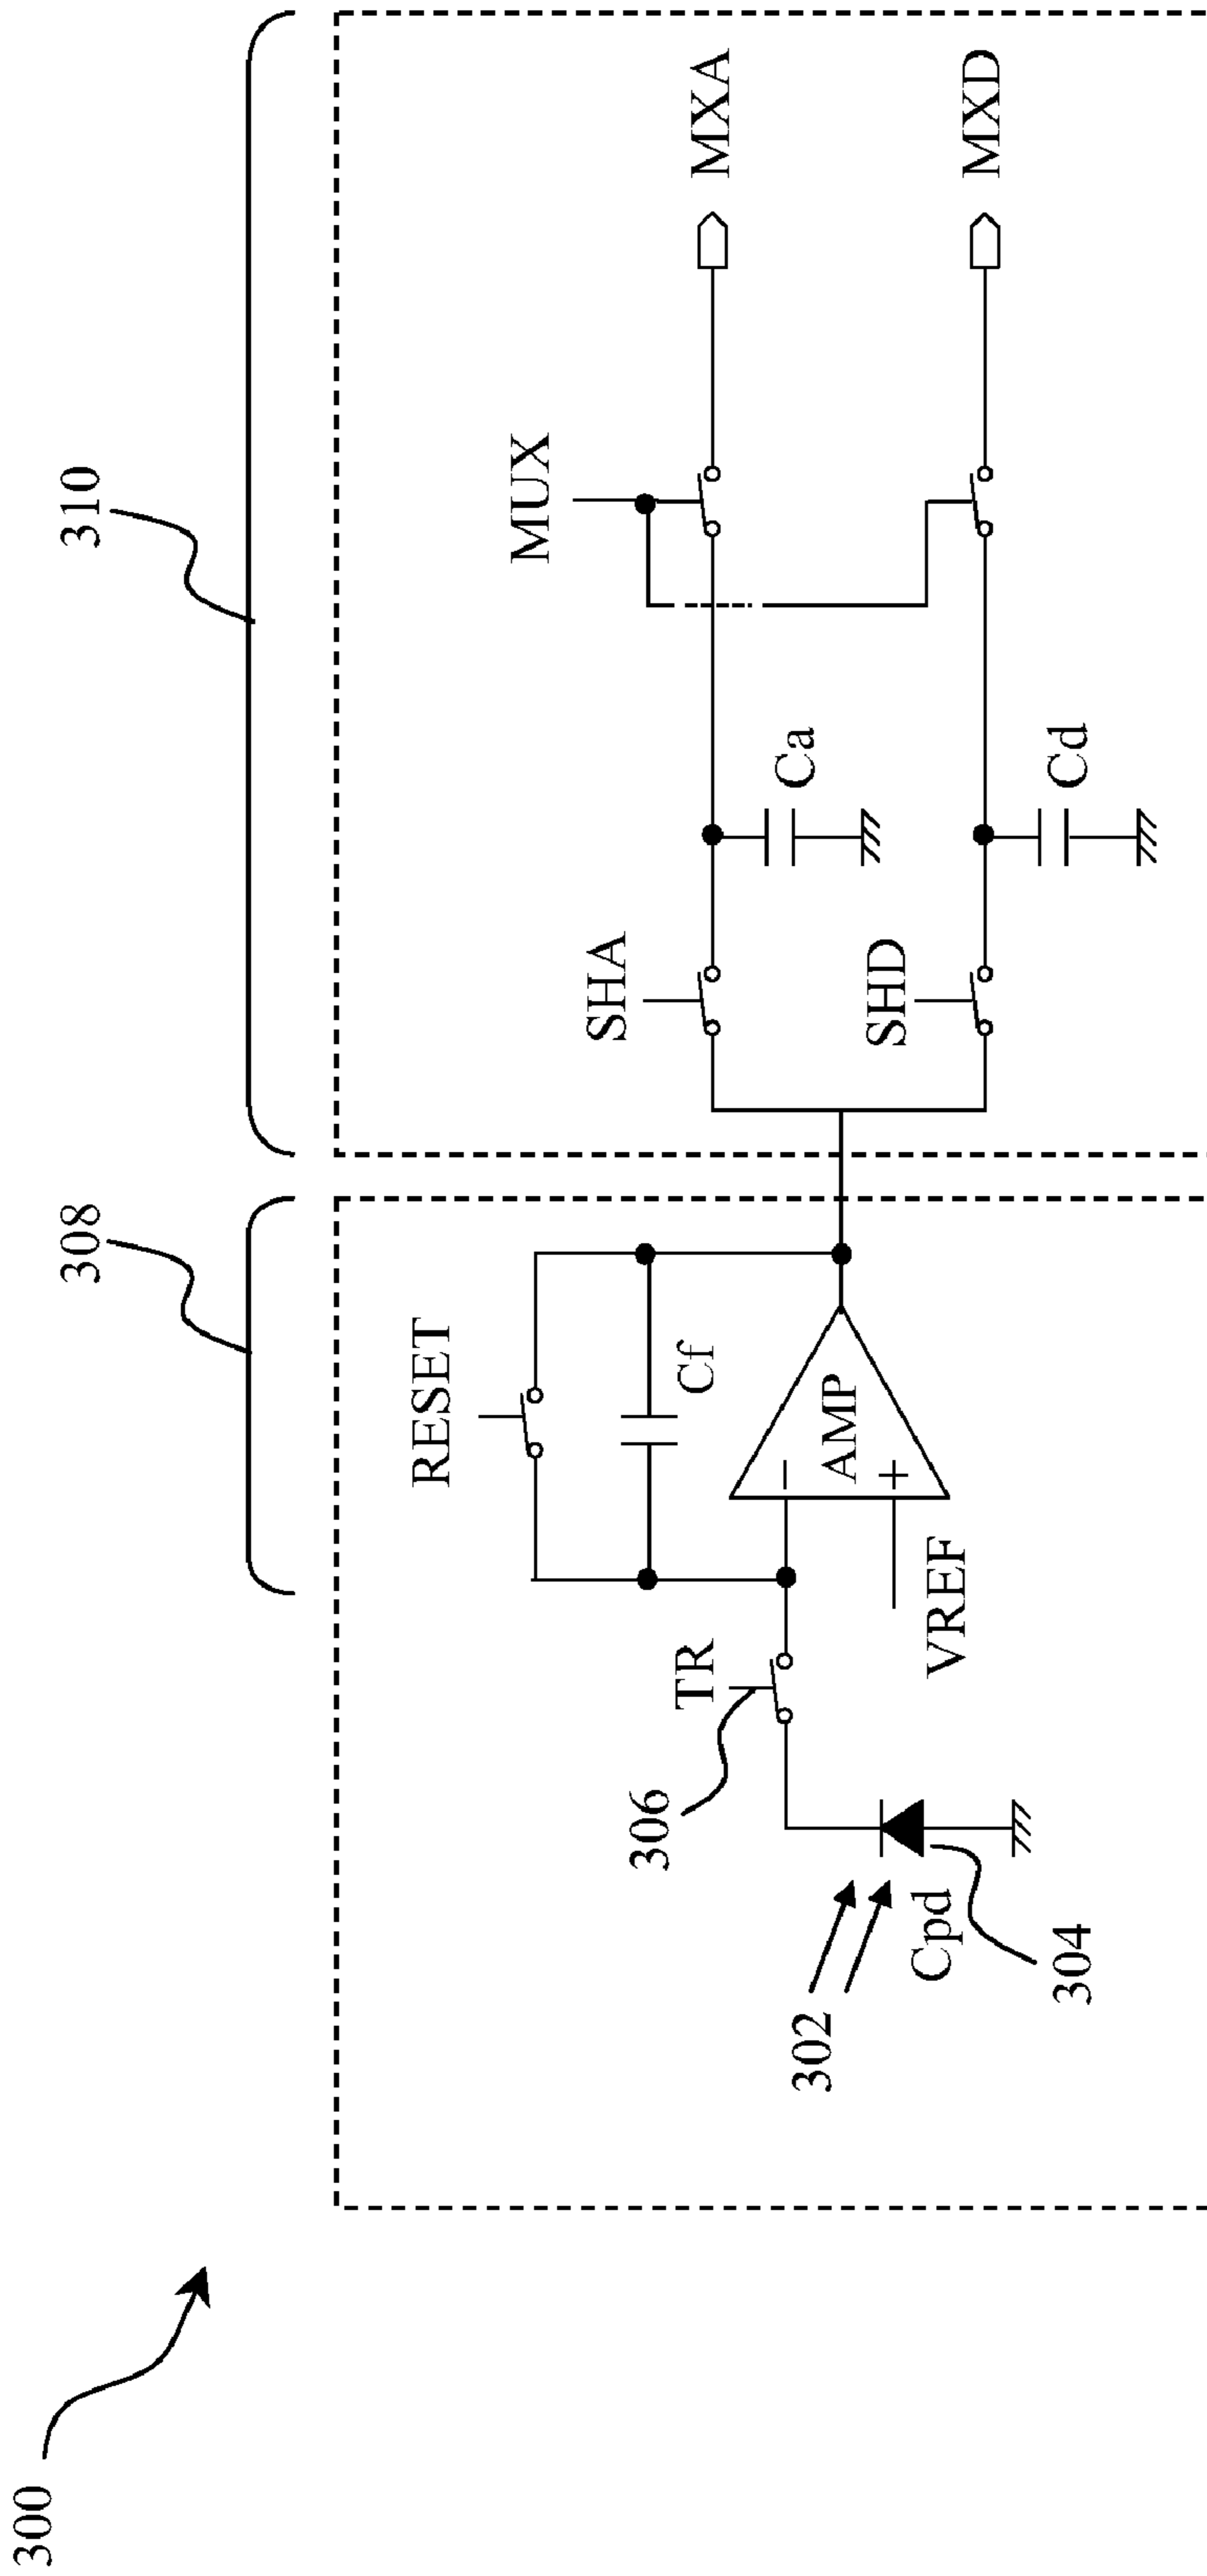 300
308
310
RESET
MUX
Cf
SHA
MXA
306
TR
AMP
−
+
Ca
302
Cpd
VREF
SHD
MXD
304
Cd